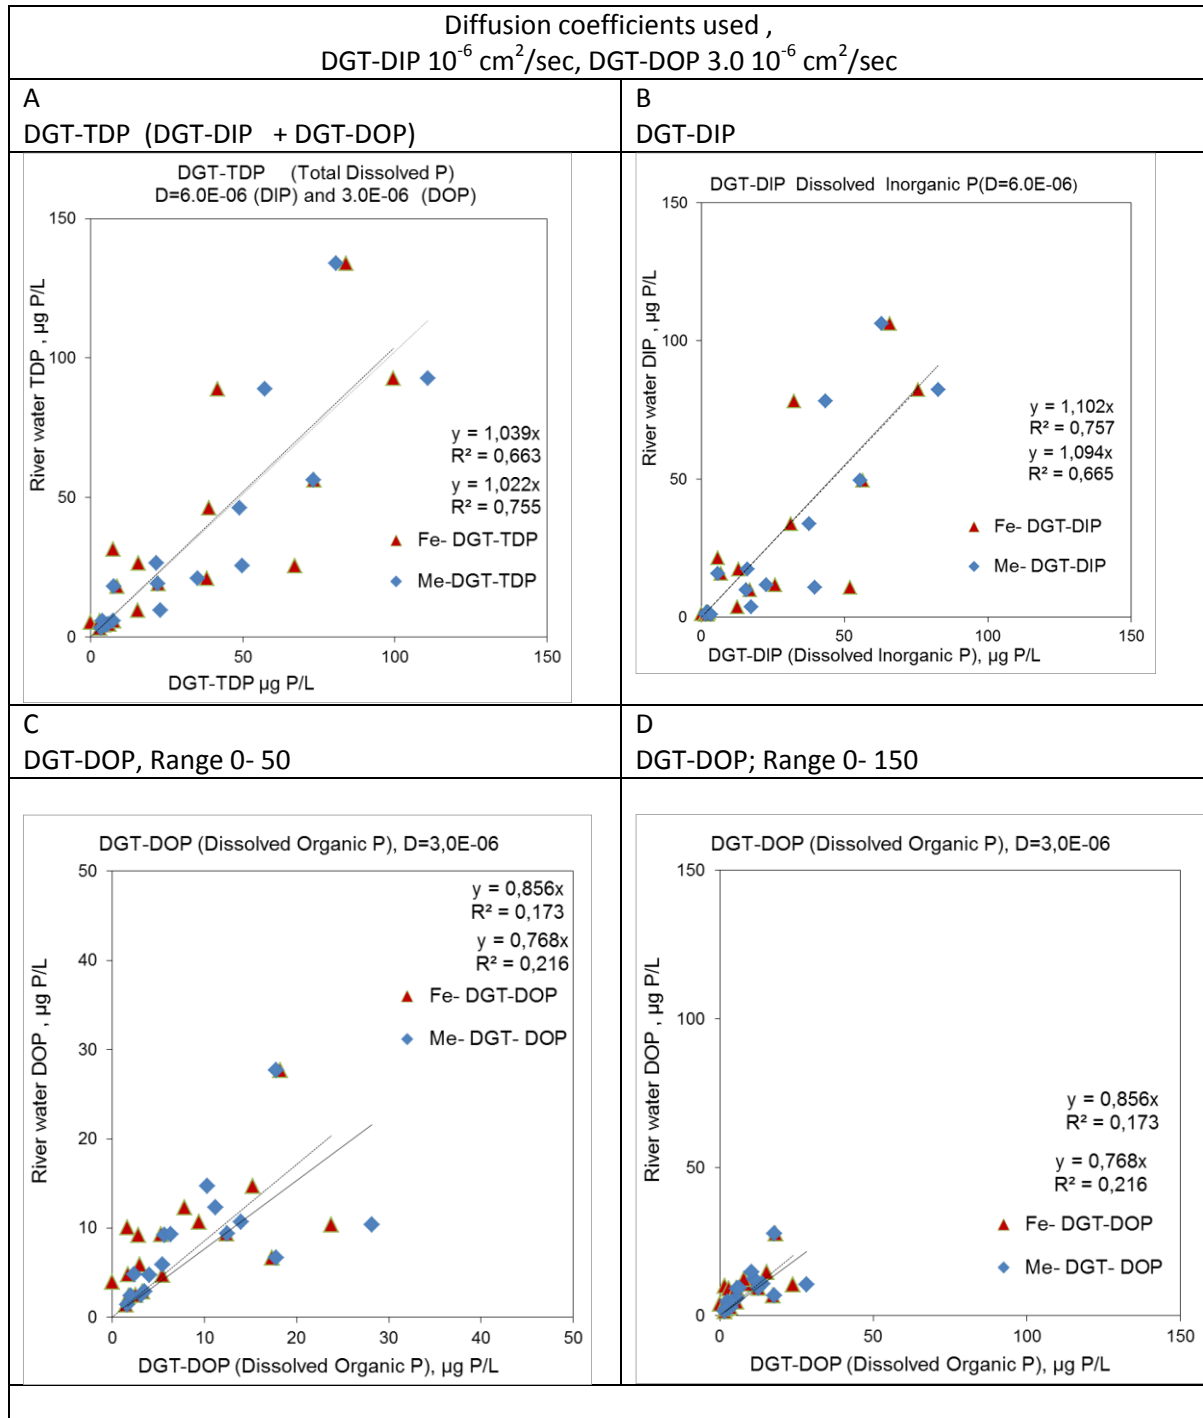 Diffusion coefficients used ,
DGT-DIP 10⁻⁶ cm²/sec, DGT-DOP 3.0 10⁻⁶ cm²/sec
A
DGT-TDP (DGT-DIP + DGT-DOP)
B
DGT-DIP
DGT-TDP (Total Dissolved P)
D=6.0E-06 (DIP) and 3.0E-06 (DOP)
150
100
50
0
0
50
100
150
River water TDP , µg P/L
DGT-TDP µg P/L
y = 1,039x
R² = 0,663
y = 1,022x
R² = 0,755
Fe- DGT-TDP
Me-DGT-TDP
DGT-DIP Dissolved Inorganic P(D=6.0E-06)
150
100
50
0
0
50
100
150
River water DIP , µg P/L
DGT-DIP (Dissolved Inorganic P), µg P/L
y = 1,102x
R² = 0,757
y = 1,094x
R² = 0,665
Fe- DGT-DIP
Me- DGT-DIP
C
DGT-DOP, Range 0- 50
D
DGT-DOP; Range 0- 150
DGT-DOP (Dissolved Organic P), D=3,0E-06
50
40
30
20
10
0
0
10
20
30
40
50
River water DOP , µg P/L
DGT-DOP (Dissolved Organic P), µg P/L
y = 0,856x
R² = 0,173
y = 0,768x
R² = 0,216
Fe- DGT-DOP
Me- DGT- DOP
DGT-DOP (Dissolved Organic P), D=3,0E-06
150
100
50
0
0
50
100
150
River water DOP , µg P/L
DGT-DOP (Dissolved Organic P), µg P/L
y = 0,856x
R² = 0,173
y = 0,768x
R² = 0,216
Fe- DGT-DOP
Me- DGT- DOP